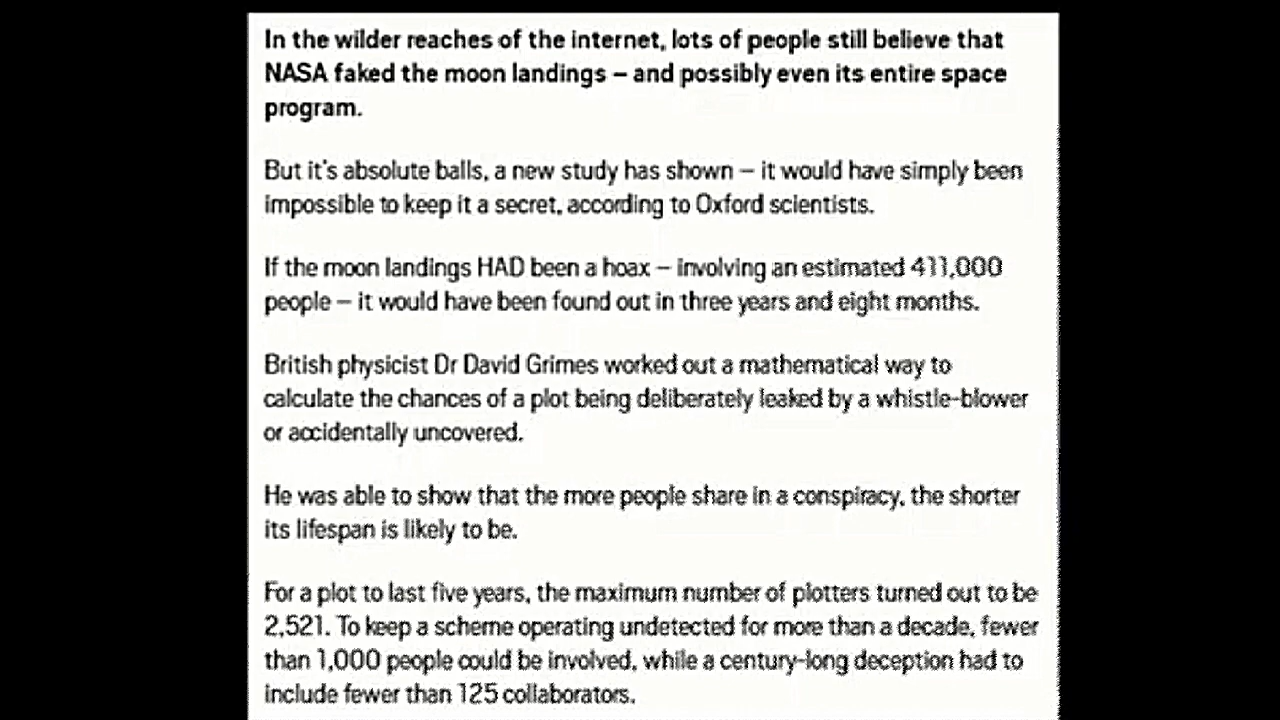 In the wilder reaches of the internet, lots of people still believe that
NASA faked the moon landings – and possibly even its entire space
program.
But it's absolute balls, a new study has shown – it would have simply been
impossible to keep it a secret, according to Oxford scientists.
If the moon landings HAD been a hoax – involving an estimated 411,000
people – it would have been found out in three years and eight months.
British physicist Dr David Grimes worked out a mathematical way to
calculate the chances of a plot being deliberately leaked by a whistle-blower
or accidentally uncovered.
He was able to show that the more people share in a conspiracy, the shorter
its lifespan is likely to be.
For a plot to last five years, the maximum number of plotters turned out to be
2,521. To keep a scheme operating undetected for more than a decade, fewer
than 1,000 people could be involved, while a century-long deception had to
include fewer than 125 collaborators.